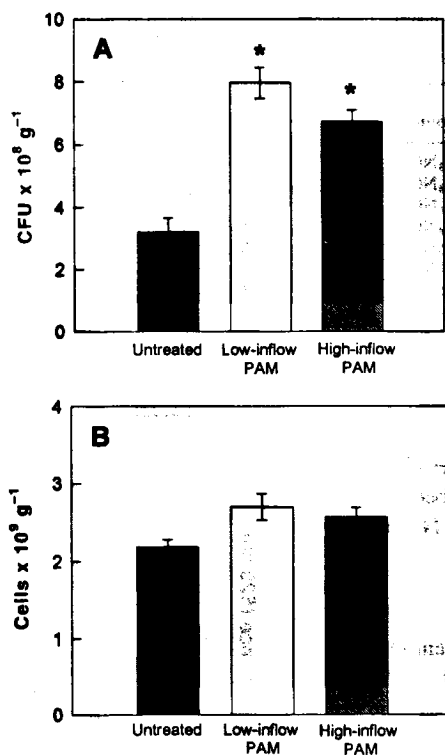 A
CFU x 10⁸ g⁻¹
10
8
6
4
2
0
*
*
Untreated
Low-inflow
PAM
High-inflow
PAM
B
Cells x 10⁹ g⁻¹
4
3
2
1
0
Untreated
Low-inflow
PAM
High-inflow
PAM